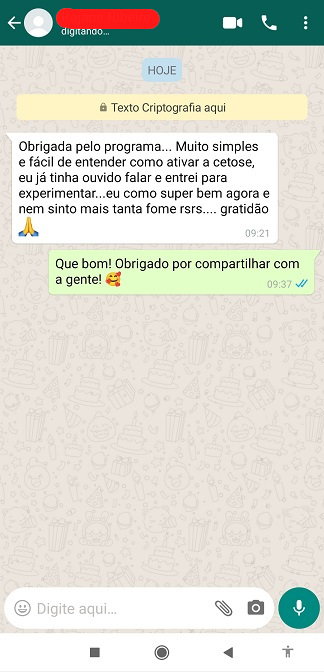 digitando...
HOJE
Texto Criptografia aqui
Obrigada pelo programa... Muito simples
e fácil de entender como ativar a cetose,
eu já tinha ouvido falar e entrei para
experimentar...eu como super bem agora e
nem sinto mais tanta fome rsrs.... gratidão
🙏
09:21
Que bom! Obrigado por compartilhar com
a gente! 🥰
09:37
Digite aqui...